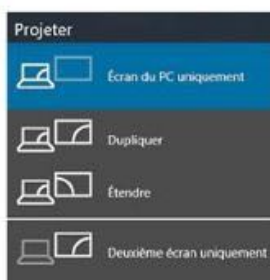 Projeter
Écran du PC uniquement
Dupliquer
Étendre
Deuxième écran uniquement